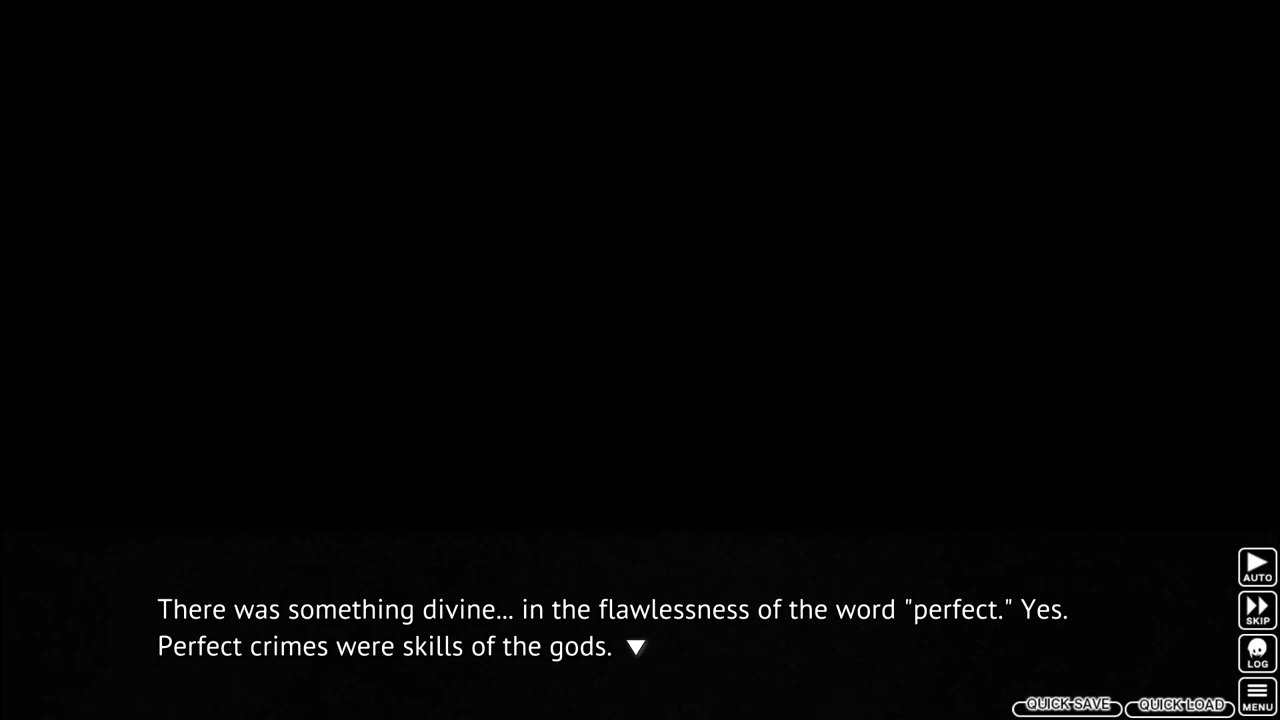 There was something divine... in the flawlessness of the word "perfect." Yes.
Perfect crimes were skills of the gods.
AUTO
SKIP
LOG
MENU
QUICK SAVE
QUICK LOAD